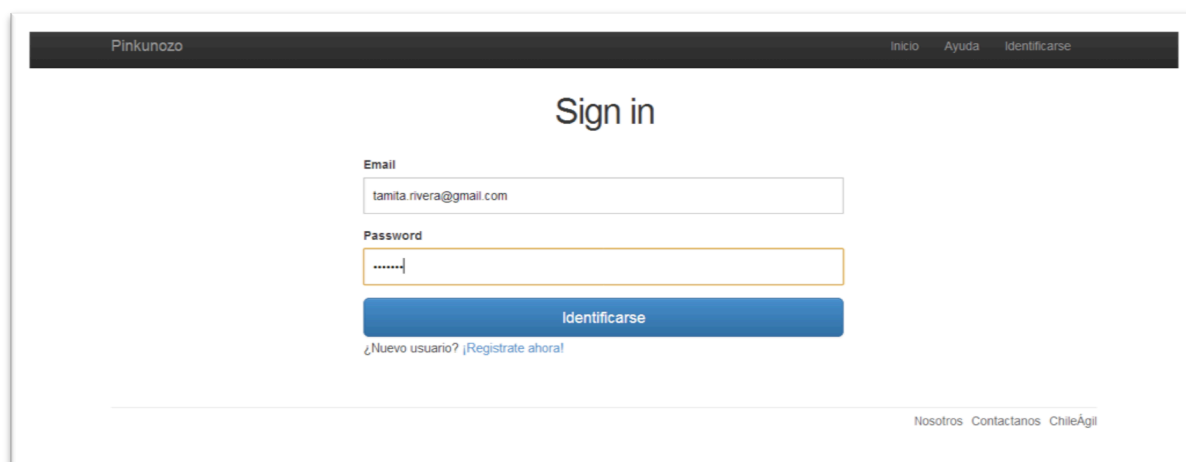 Pinkunozo Inicio Ayuda Identificarse
Sign in
Email
tamita.rivera@gmail.com
Password
•••••••
Identificarse
¿Nuevo usuario? ¡Registrate ahora!
Nosotros Contactanos ChileÁgil